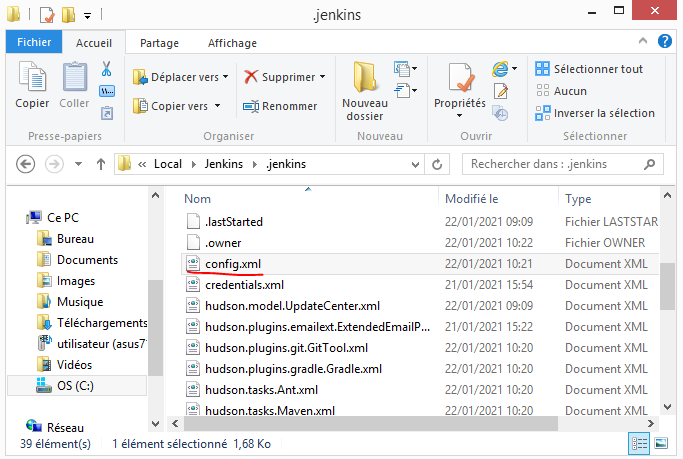 .jenkins
Fichier Accueil Partage Affichage
Copier Coller
Déplacer vers
Copier vers
Supprimer
Renommer
Nouveau dossier
Propriétés
Sélectionner tout
Aucun
Inverser la sélection
Presse-papiers Organiser Nouveau Ouvrir Sélectionner
« Local Jenkins .jenkins
Rechercher dans : .jenkins
Ce PC
Bureau
Documents
Images
Musique
Téléchargements
utilisateur (asus7
Vidéos
OS (C:)
Réseau
Nom Modifié le Type
.lastStarted 22/01/2021 09:09 Fichier LASTSTAR
.owner 22/01/2021 10:22 Fichier OWNER
config.xml 22/01/2021 10:21 Document XML
credentials.xml 21/01/2021 15:54 Document XML
hudson.model.UpdateCenter.xml 22/01/2021 09:09 Document XML
hudson.plugins.emailext.ExtendedEmailP... 21/01/2021 15:22 Document XML
hudson.plugins.git.GitTool.xml 22/01/2021 10:20 Document XML
hudson.plugins.gradle.Gradle.xml 22/01/2021 10:20 Document XML
hudson.tasks.Ant.xml 22/01/2021 10:20 Document XML
hudson.tasks.Maven.xml 22/01/2021 10:20 Document XML
39 élément(s) 1 élément sélectionné 1,68 Ko